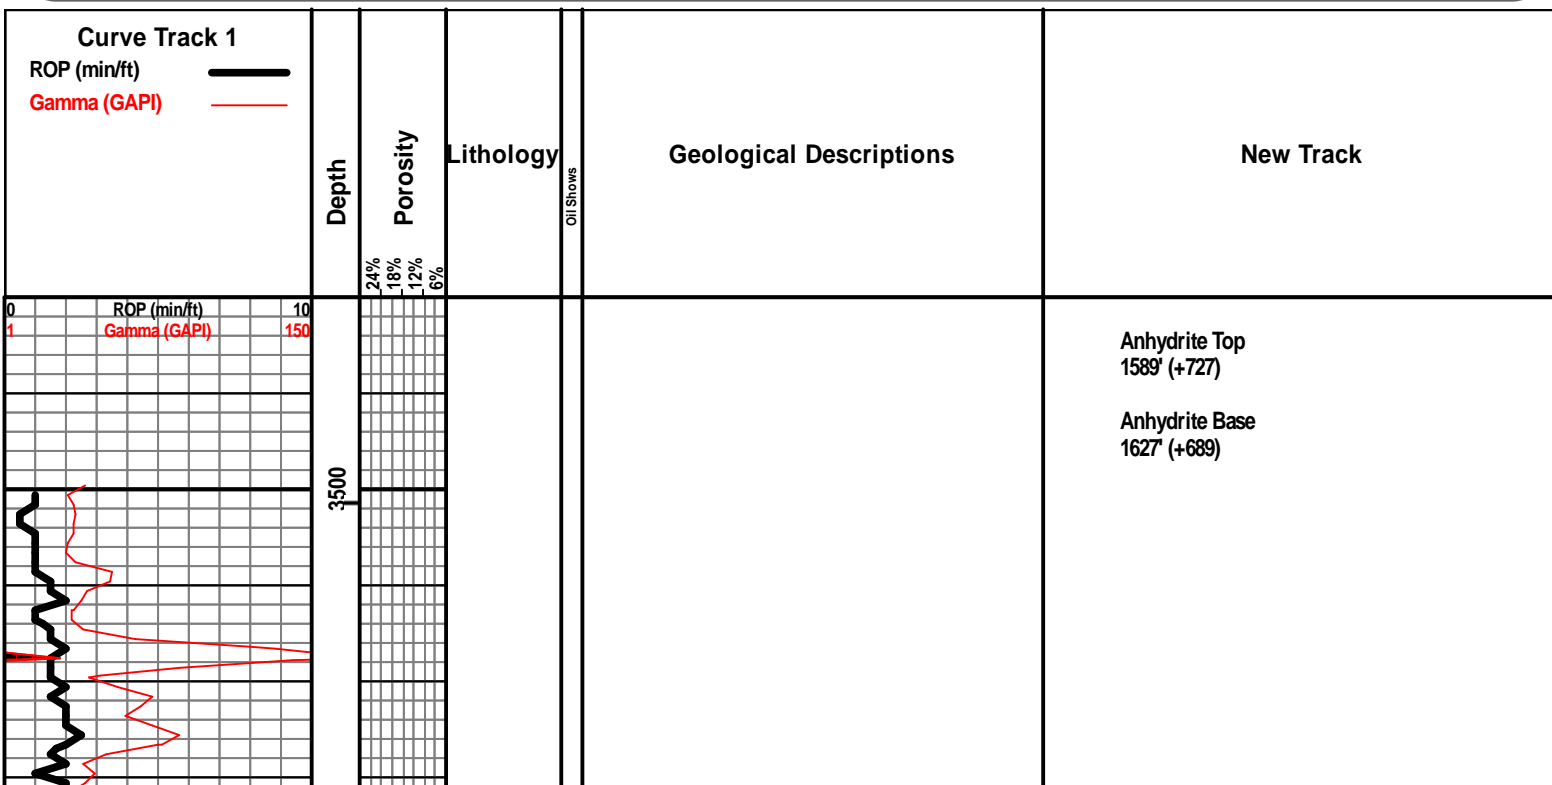 Curve Track 1
ROP (min/ft)
Gamma (GAPI)
Depth
Porosity
24%
18%
12%
6%
Lithology
Oil Shows
Geological Descriptions
New Track
0 ROP (min/ft) 10
1 Gamma (GAPI) 150
Anhydrite Top
1589' (+727)
Anhydrite Base
1627' (+689)
3500